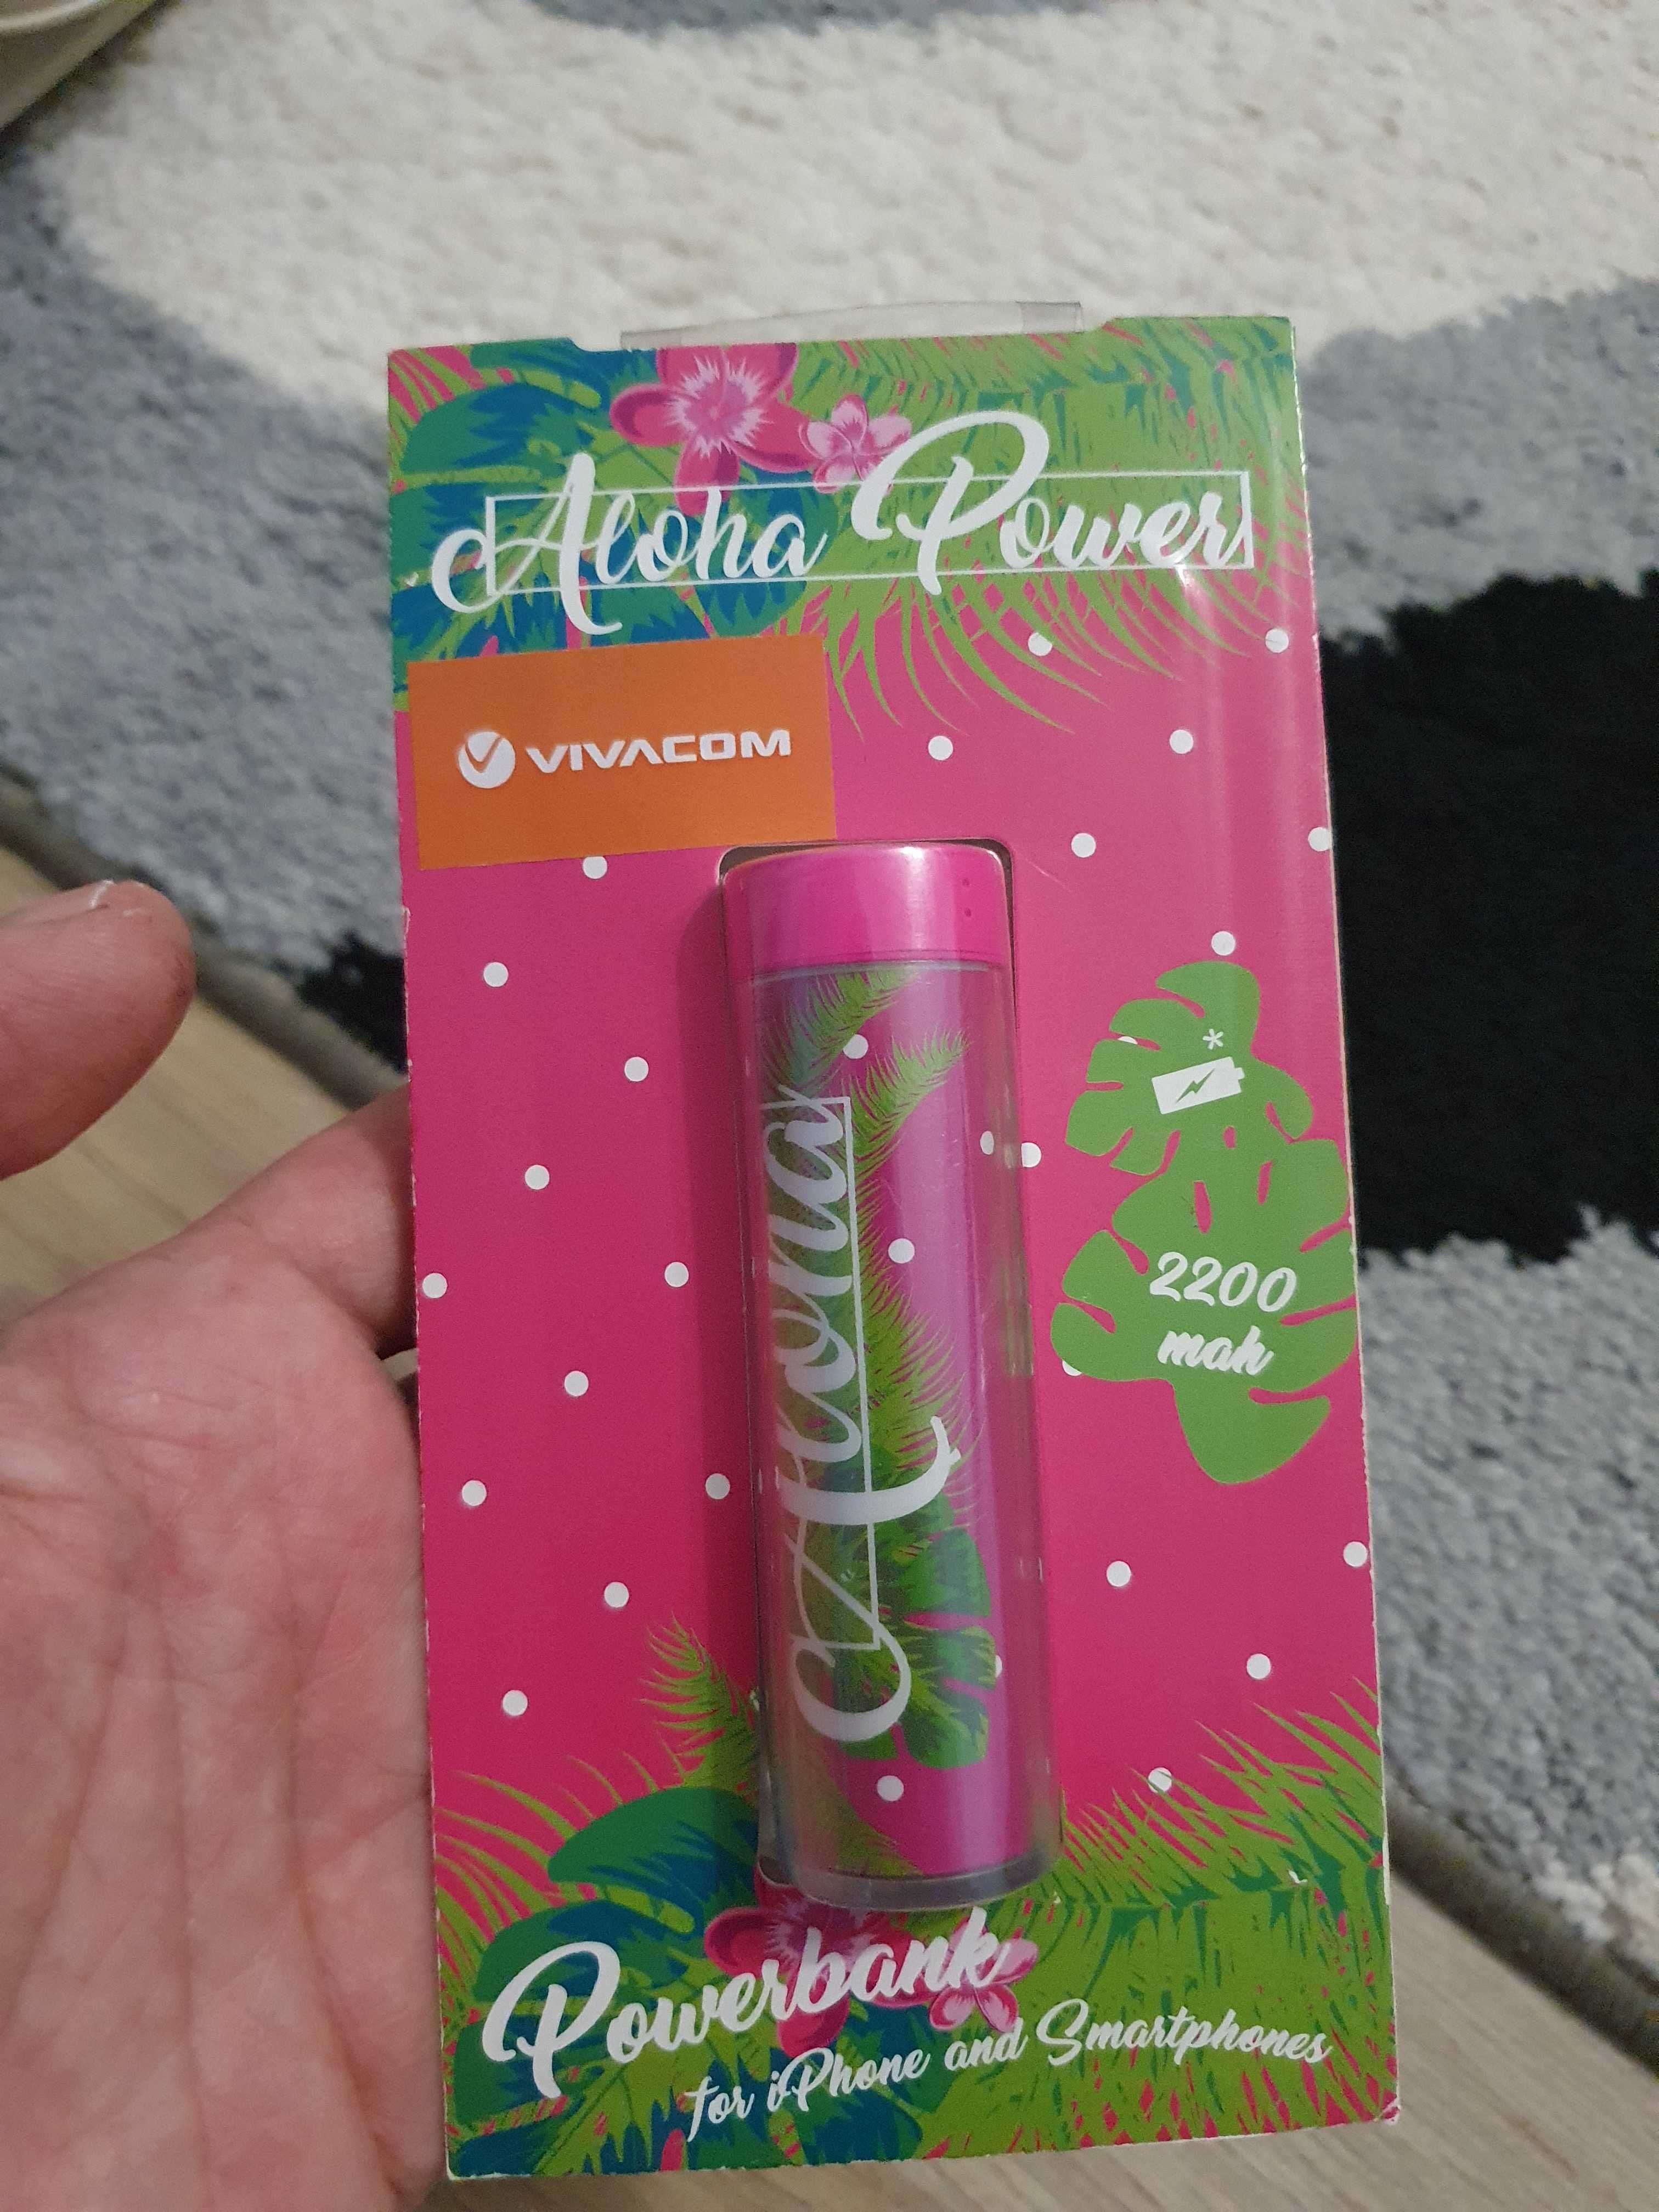 Aloha Power
VIVACOM
Aloha
*
2200
mah
Powerbank
for iPhone and Smartphones